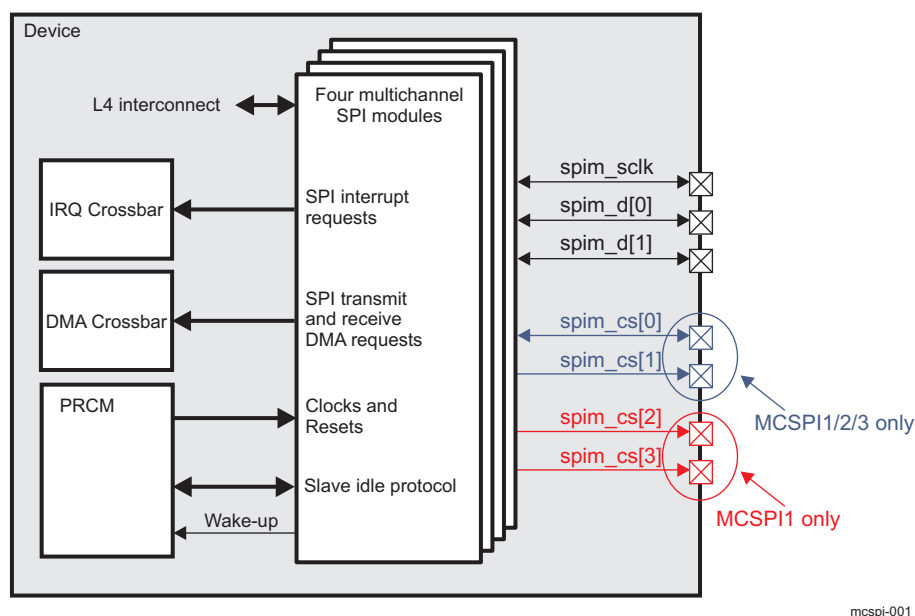 Device
L4 interconnect
Four multichannel
SPI modules
IRQ Crossbar
SPI interrupt
requests
DMA Crossbar
SPI transmit
and receive
DMA requests
PRCM
Clocks and
Resets
Slave idle protocol
Wake-up
spim_sclk
spim_d[0]
spim_d[1]
spim_cs[0]
spim_cs[1]
MCSPI1/2/3 only
spim_cs[2]
spim_cs[3]
MCSPI1 only
mcspi-001